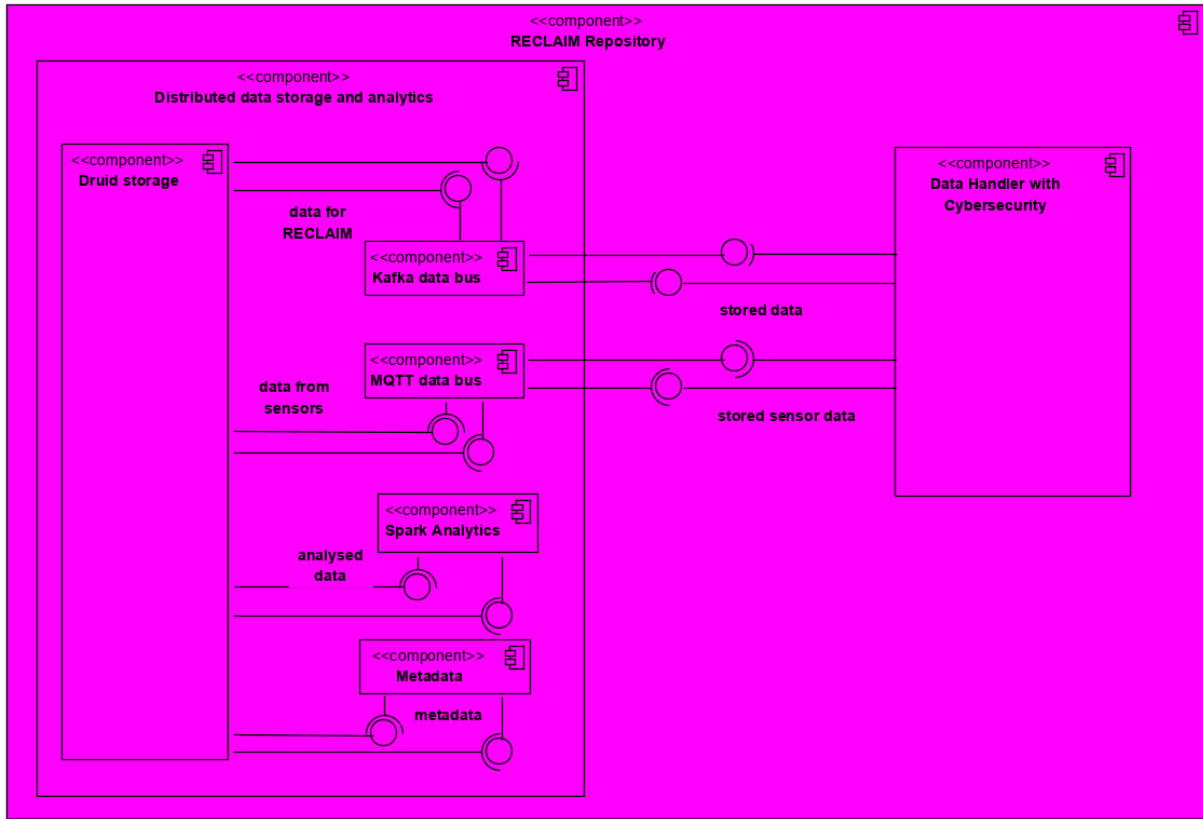 <<component>>
RECLAIM Repository
<<component>>
Distributed data storage and analytics
<<component>>
Druid storage
data for
RECLAIM
<<component>>
Kafka data bus
<<component>>
Data Handler with
Cybersecurity
stored data
<<component>>
MQTT data bus
data from
sensors
stored sensor data
<<component>>
Spark Analytics
analysed
data
<<component>>
Metadata
metadata